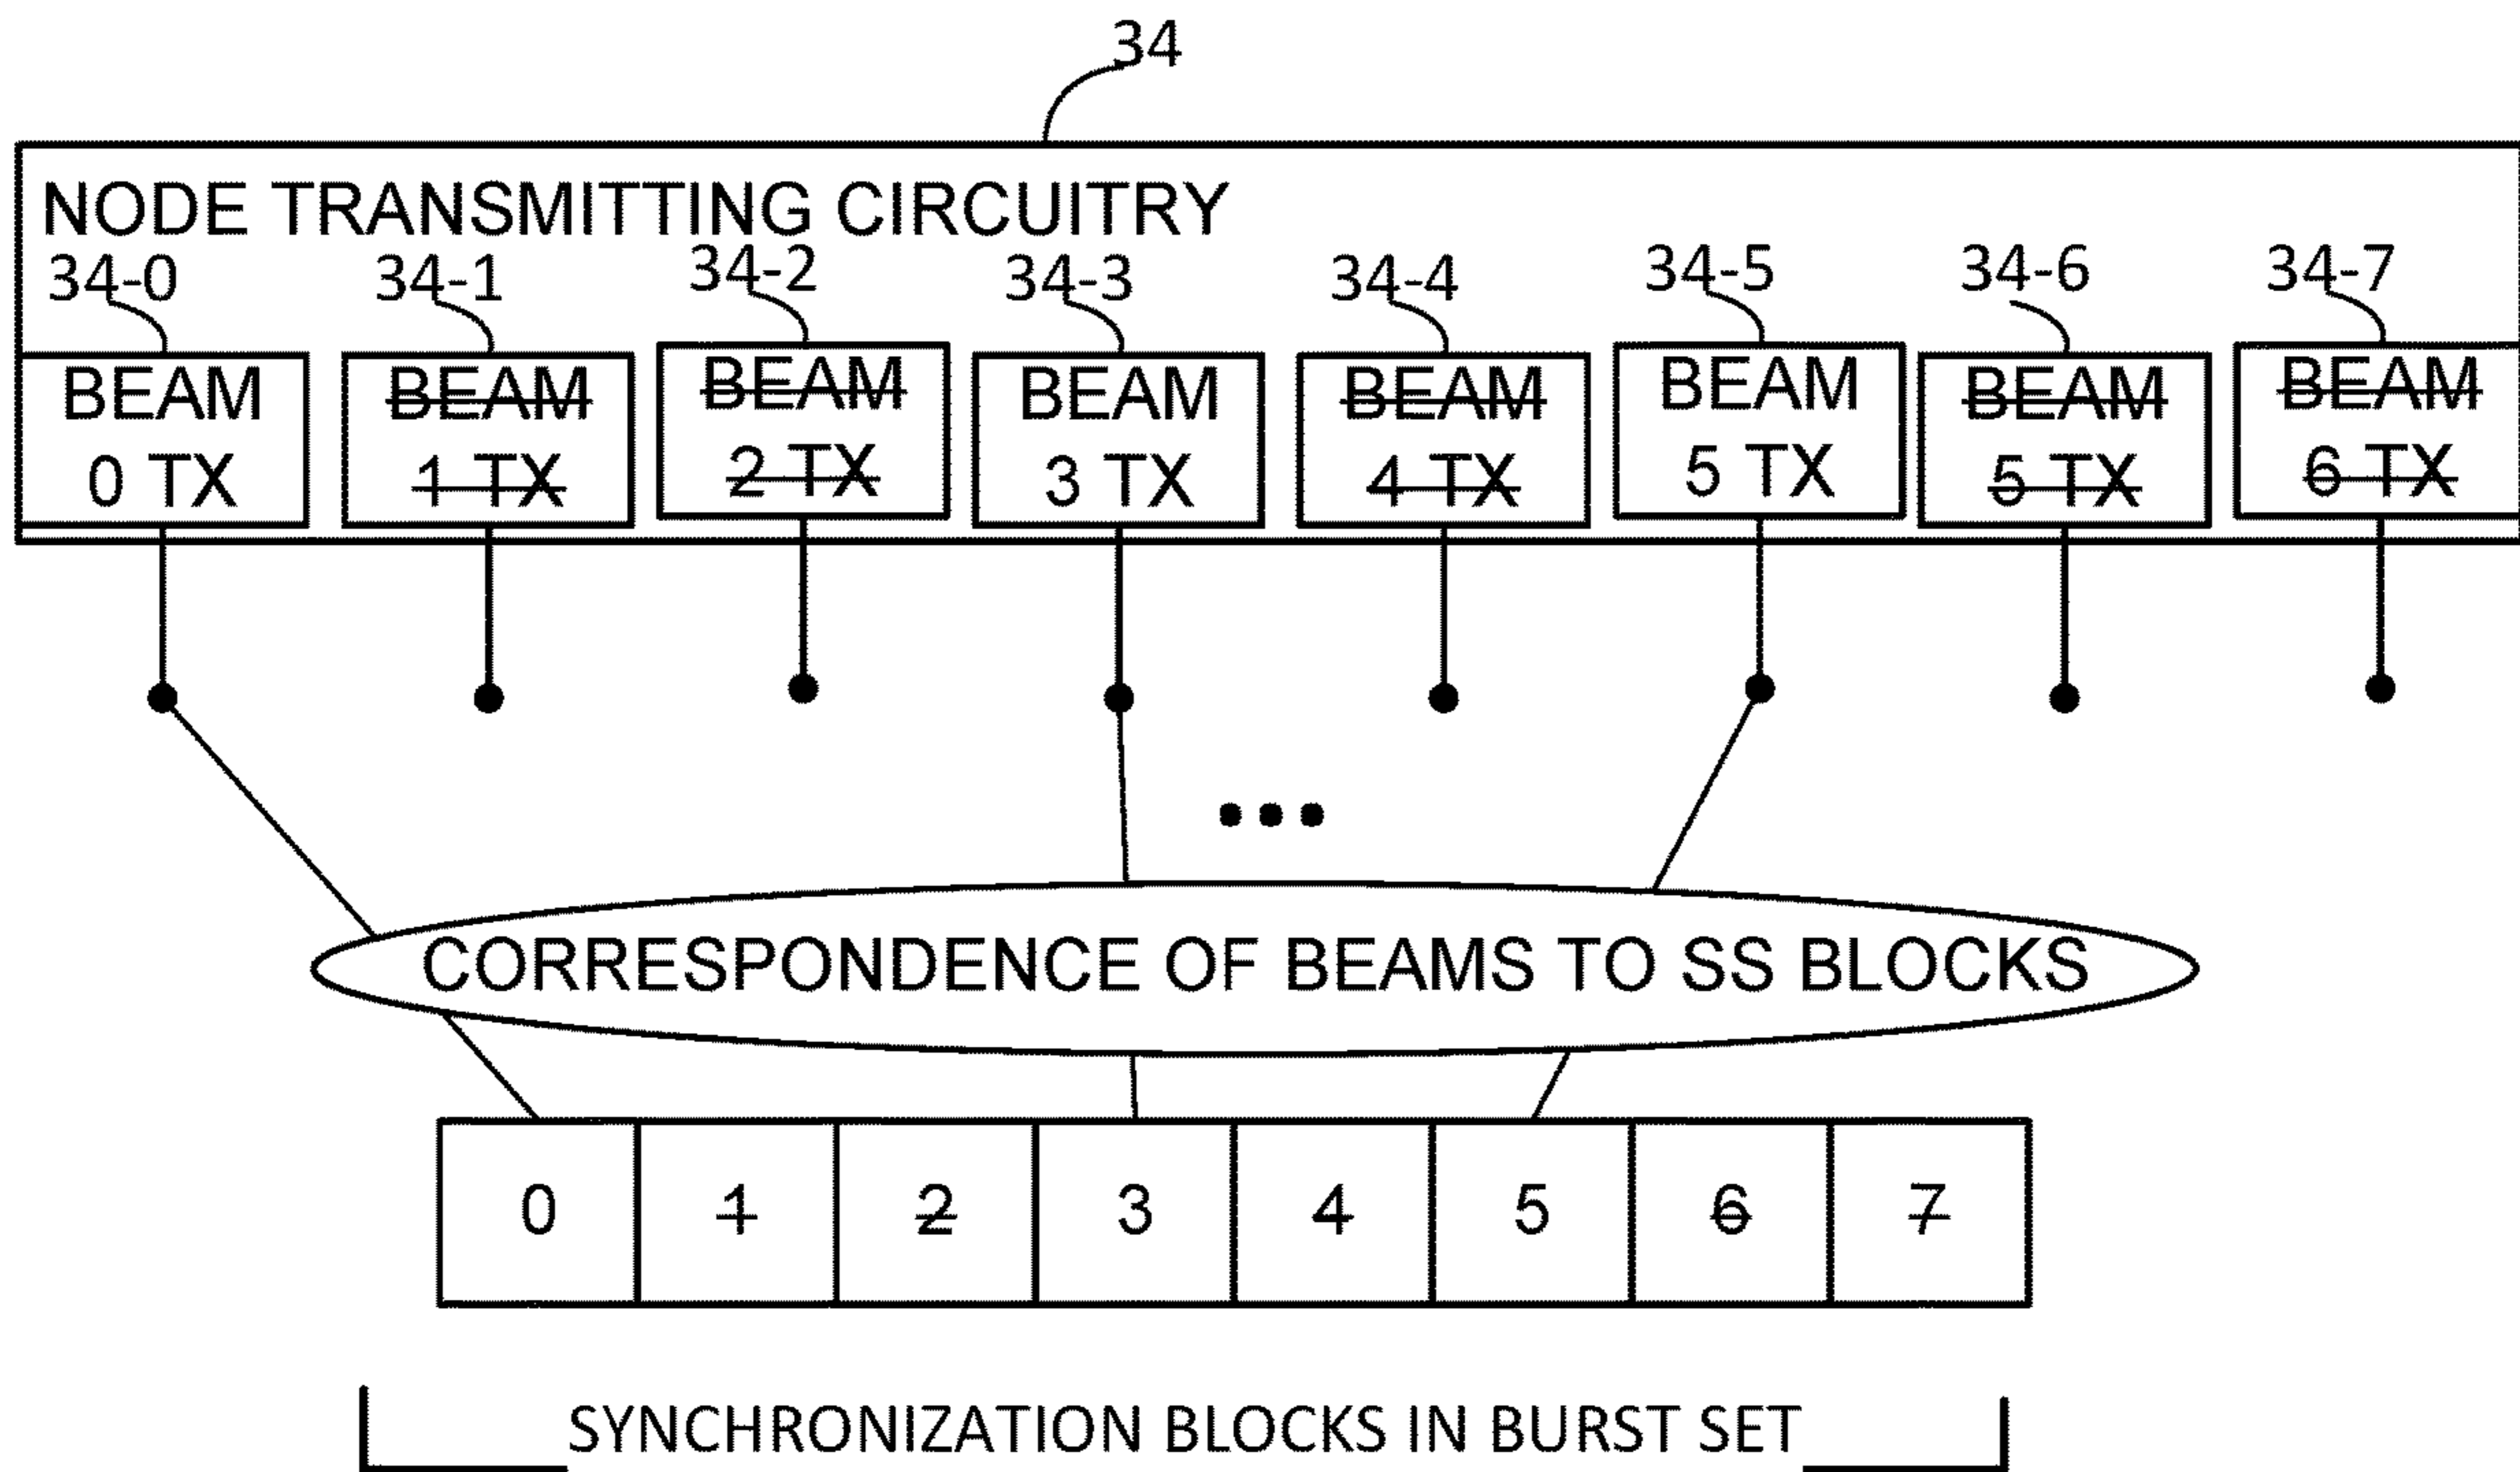 34
NODE TRANSMITTING CIRCUITRY
34-0 34-1 34-2 34-3 34-4 34-5 34-6 34-7
BEAM BEAM BEAM BEAM BEAM BEAM BEAM BEAM
0 TX 1 TX 2 TX 3 TX 4 TX 5 TX 5 TX 6 TX
CORRESPONDENCE OF BEAMS TO SS BLOCKS
0 1 2 3 4 5 6 7
SYNCHRONIZATION BLOCKS IN BURST SET